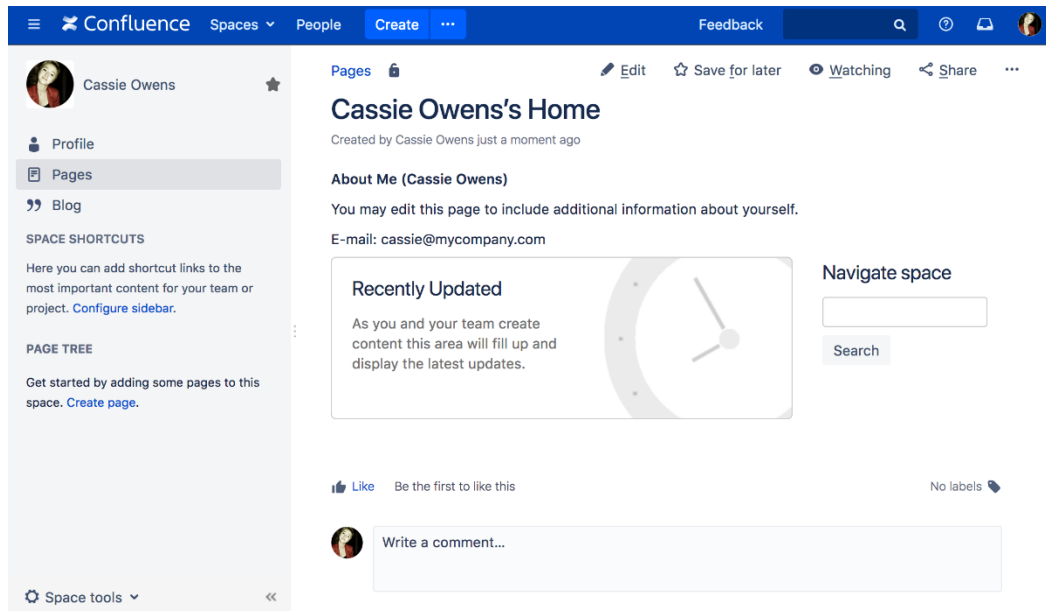 Confluence Spaces People Create ··· Feedback
Cassie Owens
Profile
Pages
Blog
SPACE SHORTCUTS
Here you can add shortcut links to the
most important content for your team or
project. Configure sidebar.
PAGE TREE
Get started by adding some pages to this
space. Create page.
Space tools
Pages Edit Save for later Watching Share ···
Cassie Owens's Home
Created by Cassie Owens just a moment ago
About Me (Cassie Owens)
You may edit this page to include additional information about yourself.
E-mail: cassie@mycompany.com
Recently Updated
As you and your team create
content this area will fill up and
display the latest updates.
Navigate space
Search
Like Be the first to like this No labels
Write a comment...